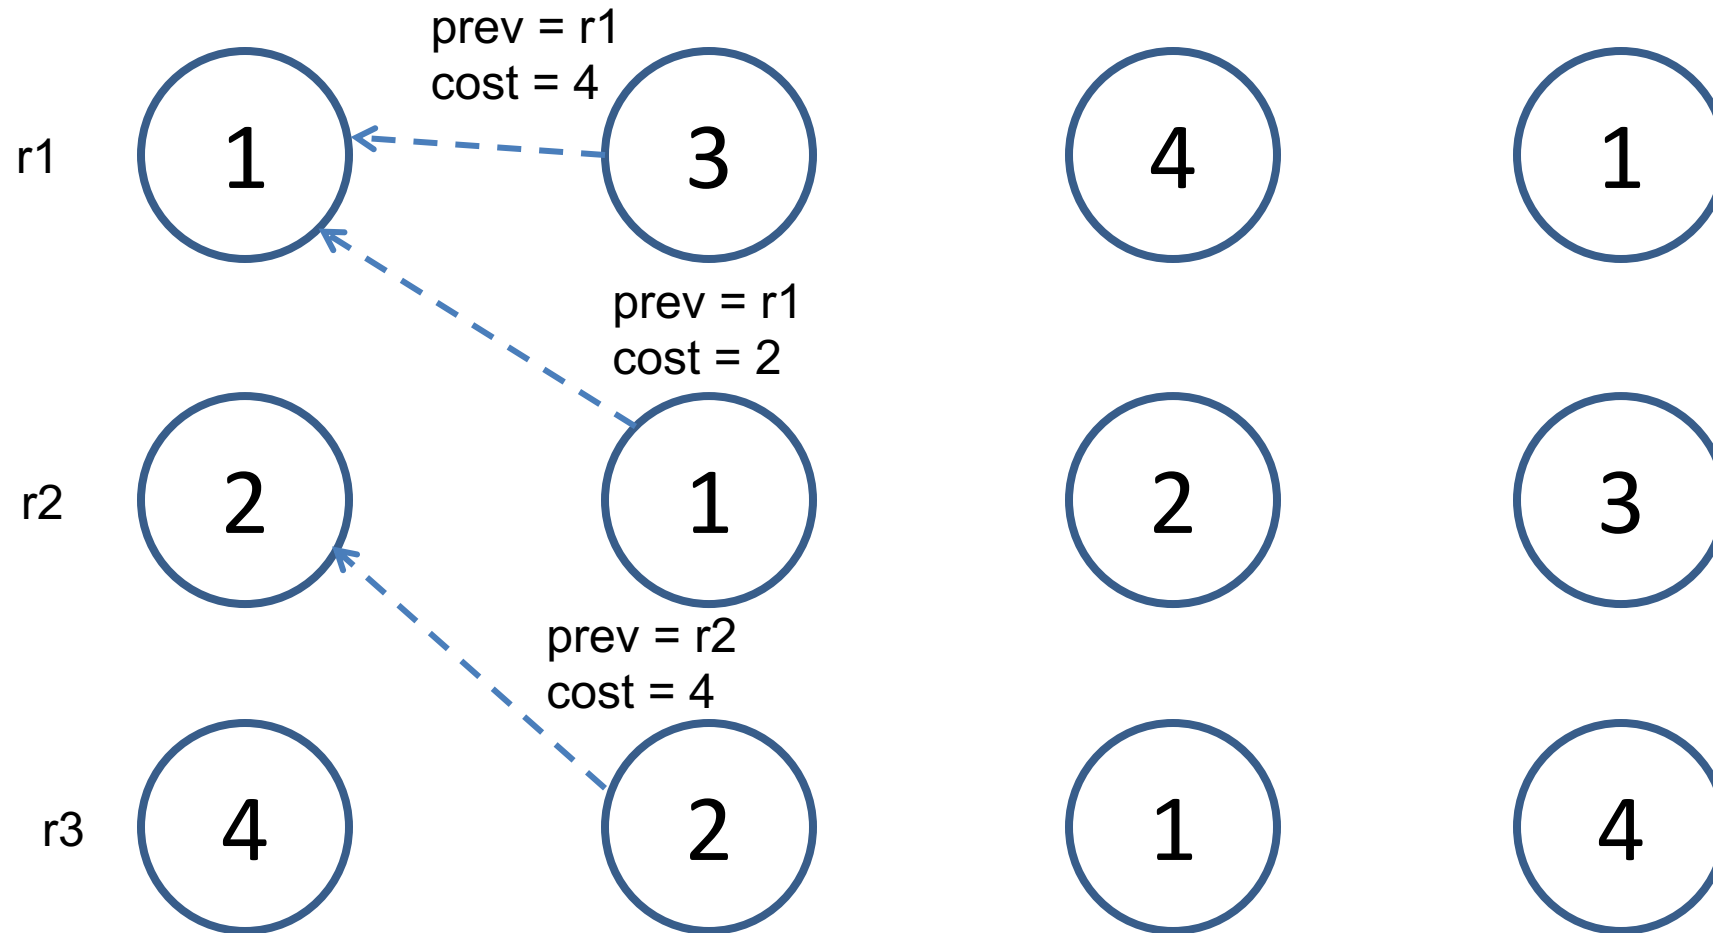 prev = r1
cost = 4
r1 1 3 4 1
prev = r1
cost = 2
r2 2 1 2 3
prev = r2
cost = 4
r3 4 2 1 4